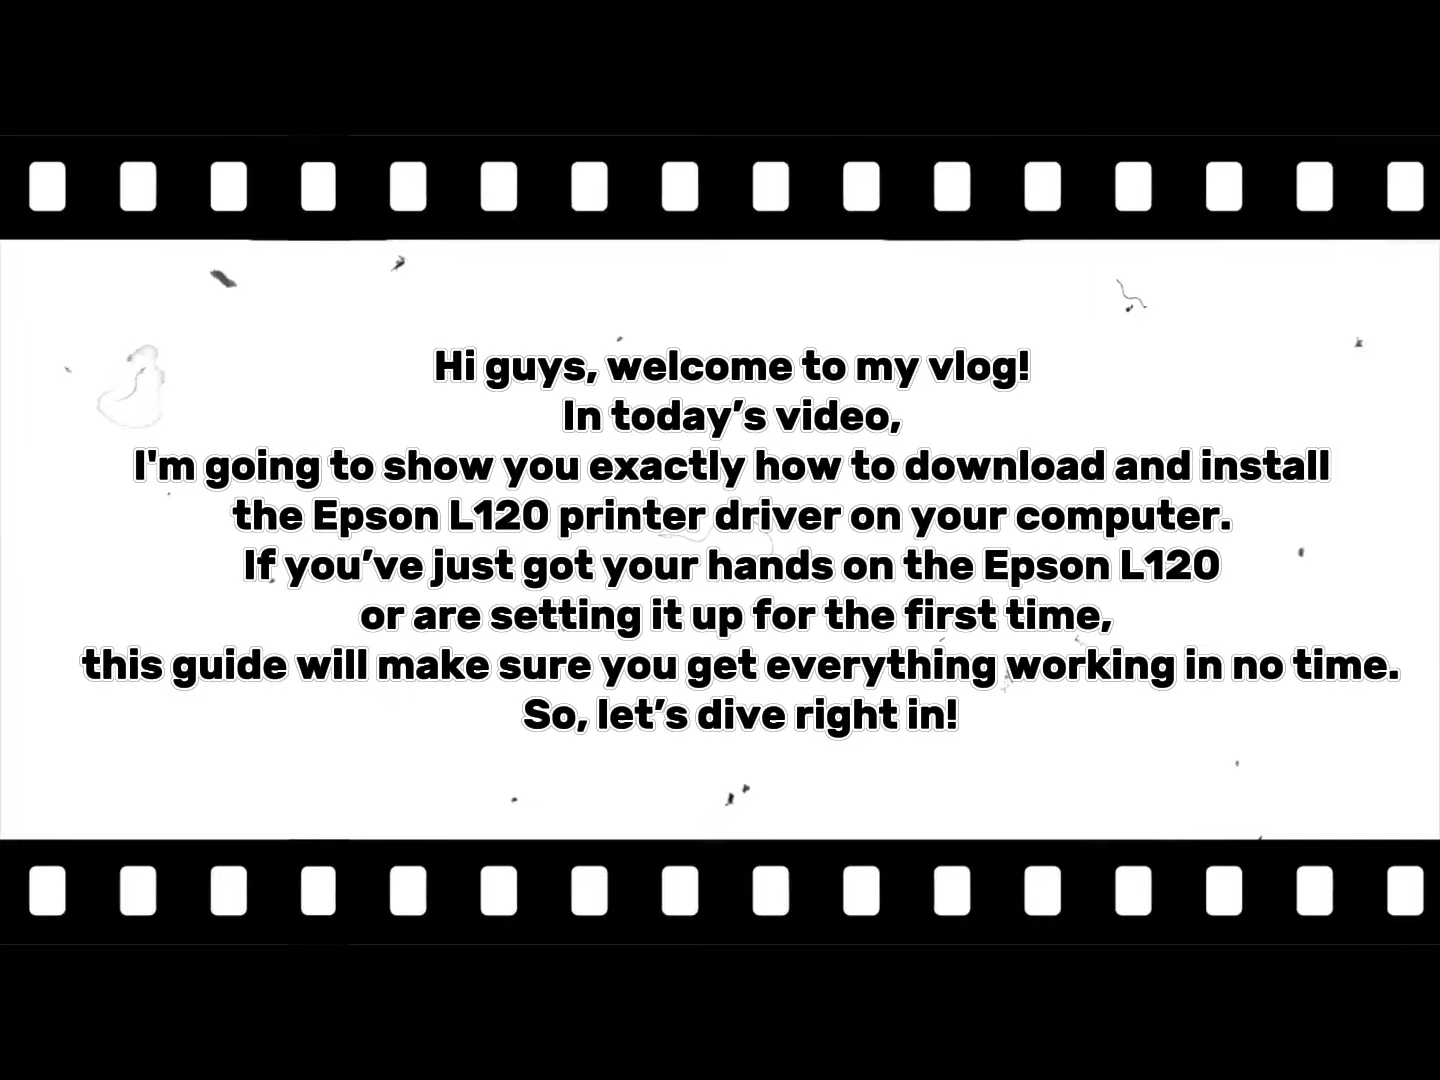 Hi guys, welcome to my vlog!
In today’s video,
I'm going to show you exactly how to download and install
the Epson L120 printer driver on your computer.
If you’ve just got your hands on the Epson L120
or are setting it up for the first time,
this guide will make sure you get everything working in no time.
So, let’s dive right in!